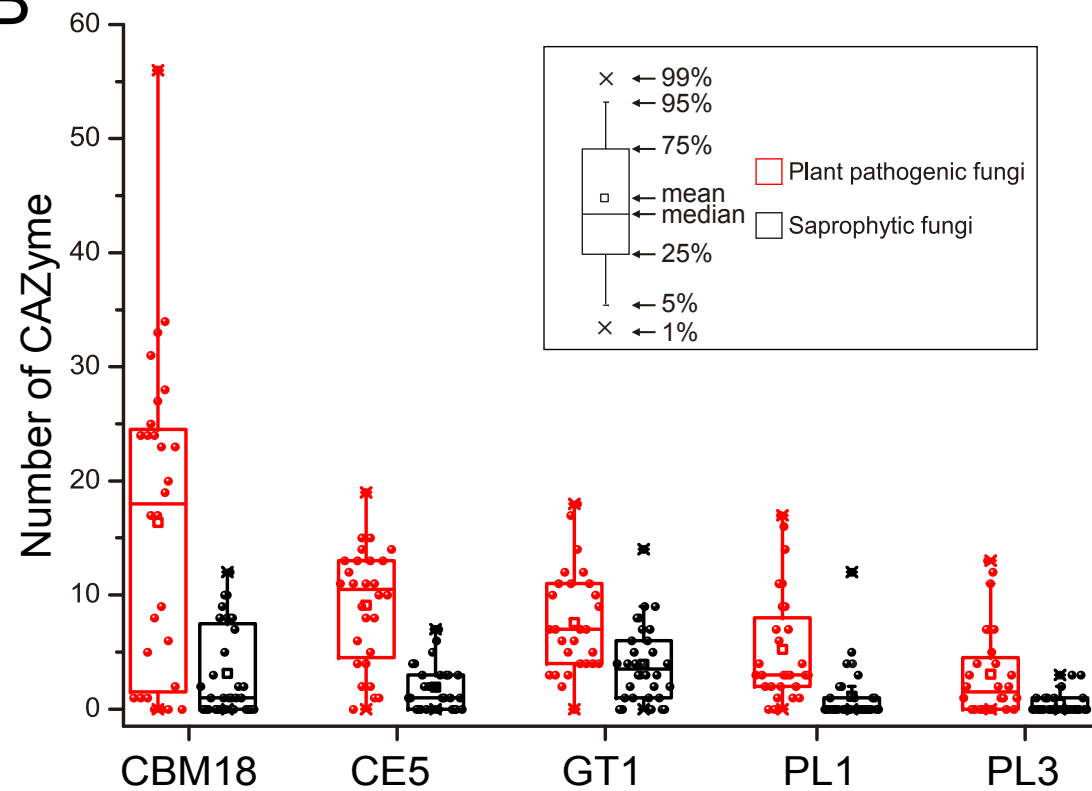 B
60
50
40
30
20
10
0
Number of CAZyme
99%
95%
75%
mean
median
25%
5%
1%
Plant pathogenic fungi
Saprophytic fungi
CBM18 CE5 GT1 PL1 PL3